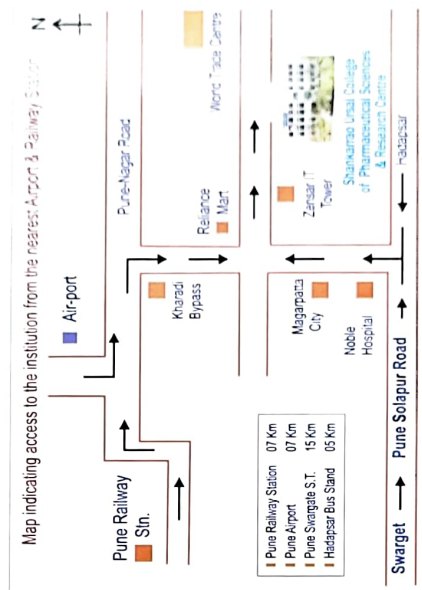 Map indicating access to the institution from the nearest Airport & Railway Station
N
Air-port
Pune Railway
Stn.
Pune-Nagar Road
Kharadi
Bypass
Reliance
Mart
World Trade Centre
Magarpatta
City
Noble
Hospital
Zensar IT
Tower
Shankarrao Ursal College
of Pharmaceutical Sciences
& Research Centre
Hadapsar
Pune Railway Station 07 Km
Pune Airport 07 Km
Pune Swargate S.T. 15 Km
Hadapsar Bus Stand 05 Km
Swarget
Pune Solapur Road